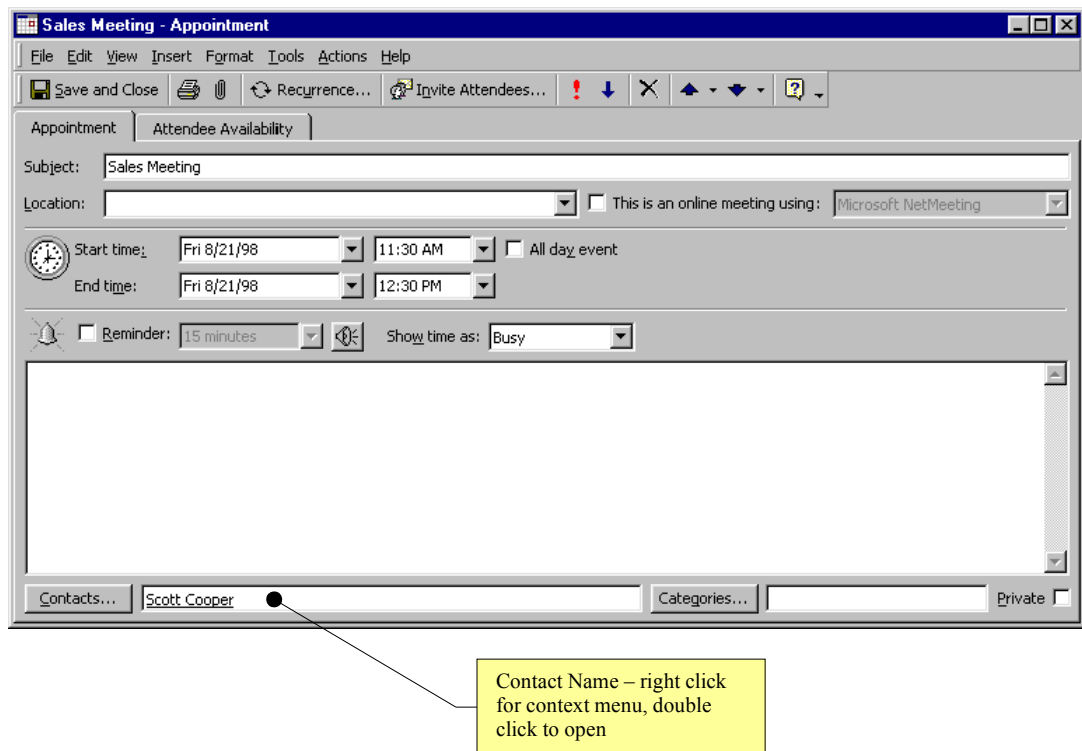 Sales Meeting - Appointment
File Edit View Insert Format Tools Actions Help
Save and Close Recurrence... Invite Attendees...
Appointment Attendee Availability
Subject: Sales Meeting
Location: This is an online meeting using: Microsoft NetMeeting
Start time: Fri 8/21/98 11:30 AM All day event
End time: Fri 8/21/98 12:30 PM
Reminder: 15 minutes Show time as: Busy
Contacts... Scott Cooper Categories... Private
Contact Name – right click
for context menu, double
click to open